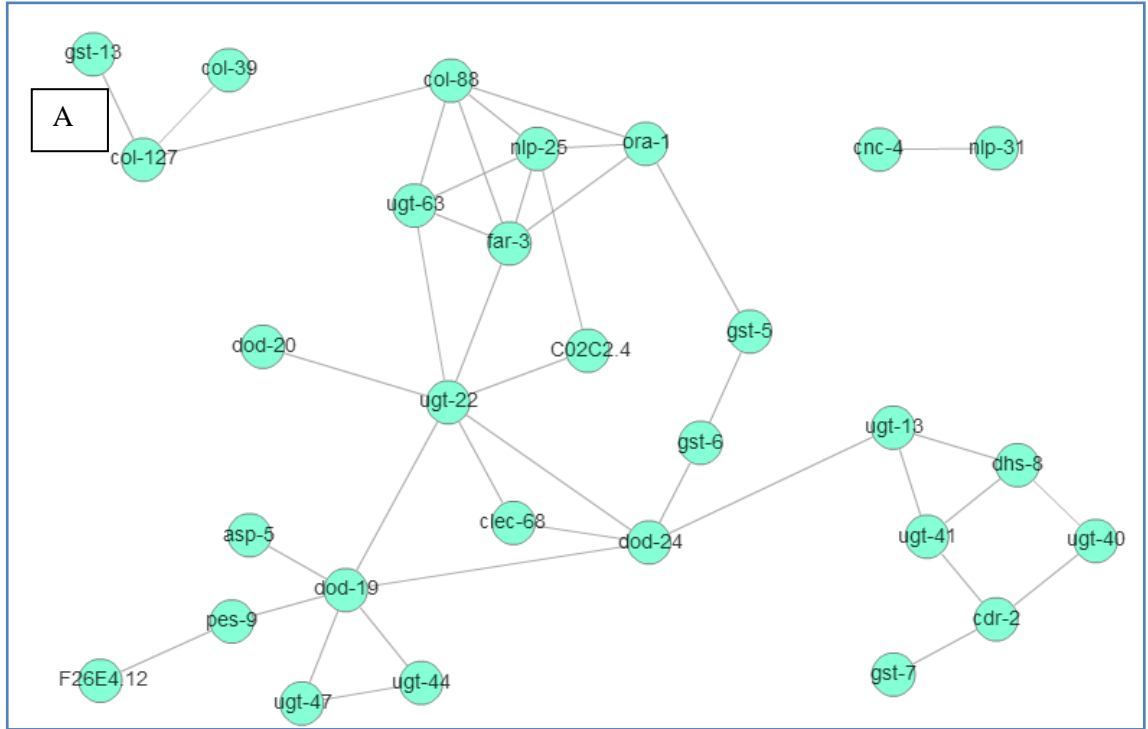 gst-13
col-39
col-88
A
nlp-25
ora-1
cnc-4
nlp-31
col-127
ugt-63
far-3
gst-5
dod-20
C02C2.4
ugt-22
ugt-13
gst-6
dhs-8
clec-68
asp-5
dod-24
ugt-41
ugt-40
dod-19
pes-9
cdr-2
F26E4.12
ugt-44
gst-7
ugt-47